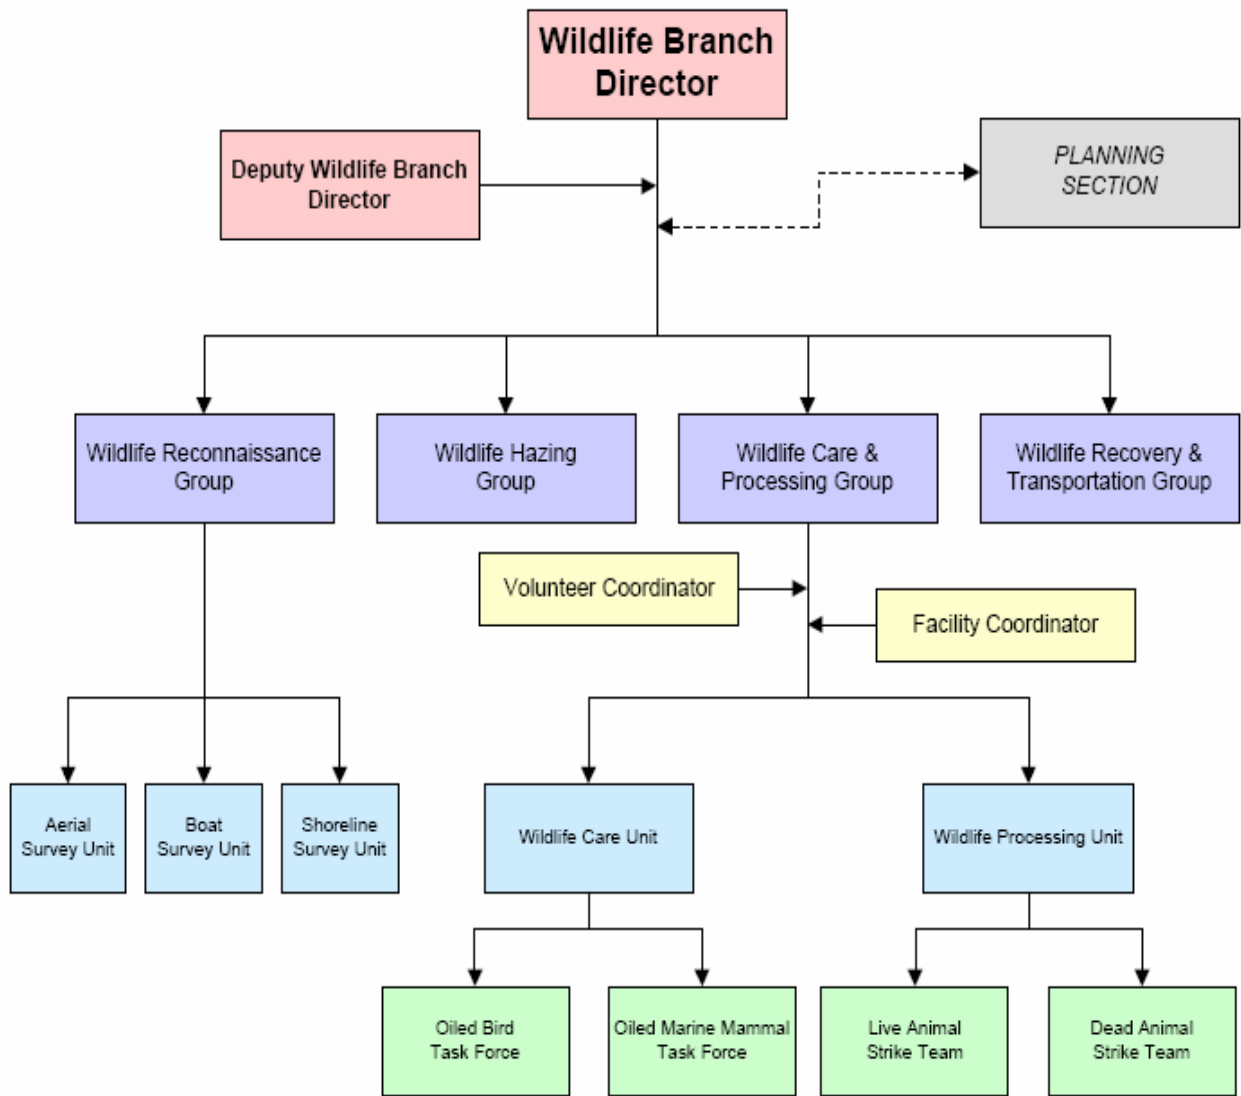 Wildlife Branch
Director
Deputy Wildlife Branch
Director
PLANNING
SECTION
Wildlife Reconnaissance
Group
Wildlife Hazing
Group
Wildlife Care &
Processing Group
Wildlife Recovery &
Transportation Group
Volunteer Coordinator
Facility Coordinator
Aerial
Survey Unit
Boat
Survey Unit
Shoreline
Survey Unit
Wildlife Care Unit
Wildlife Processing Unit
Oiled Bird
Task Force
Oiled Marine Mammal
Task Force
Live Animal
Strike Team
Dead Animal
Strike Team